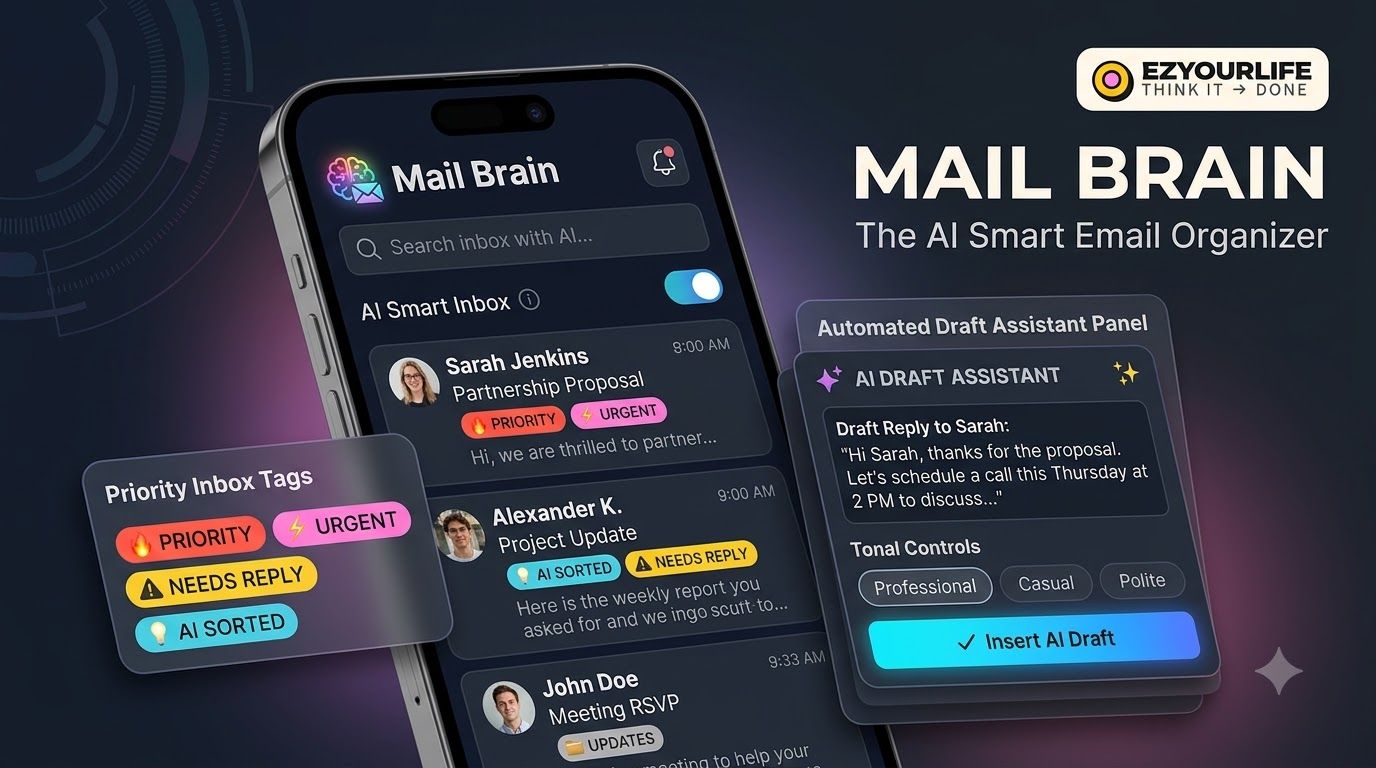 EZYOURLIFE
THINK IT → DONE
MAIL BRAIN
The AI Smart Email Organizer
Mail Brain
Search inbox with AI...
AI Smart Inbox
Sarah Jenkins
9:00 AM
Partnership Proposal
PRIORITY
URGENT
Hi, we are thrilled to partner...
Alexander K.
9:00 AM
Project Update
AI SORTED
NEEDS REPLY
Here is the weekly report you
asked for and we ingo scuft-to...
John Doe
9:33 AM
Meeting RSVP
UPDATES
meeting to help your
Priority Inbox Tags
PRIORITY
URGENT
NEEDS REPLY
AI SORTED
Automated Draft Assistant Panel
AI DRAFT ASSISTANT
Draft Reply to Sarah:
"Hi Sarah, thanks for the proposal.
Let's schedule a call this Thursday at
2 PM to discuss..."
Tonal Controls
Professional
Casual
Polite
✓ Insert AI Draft